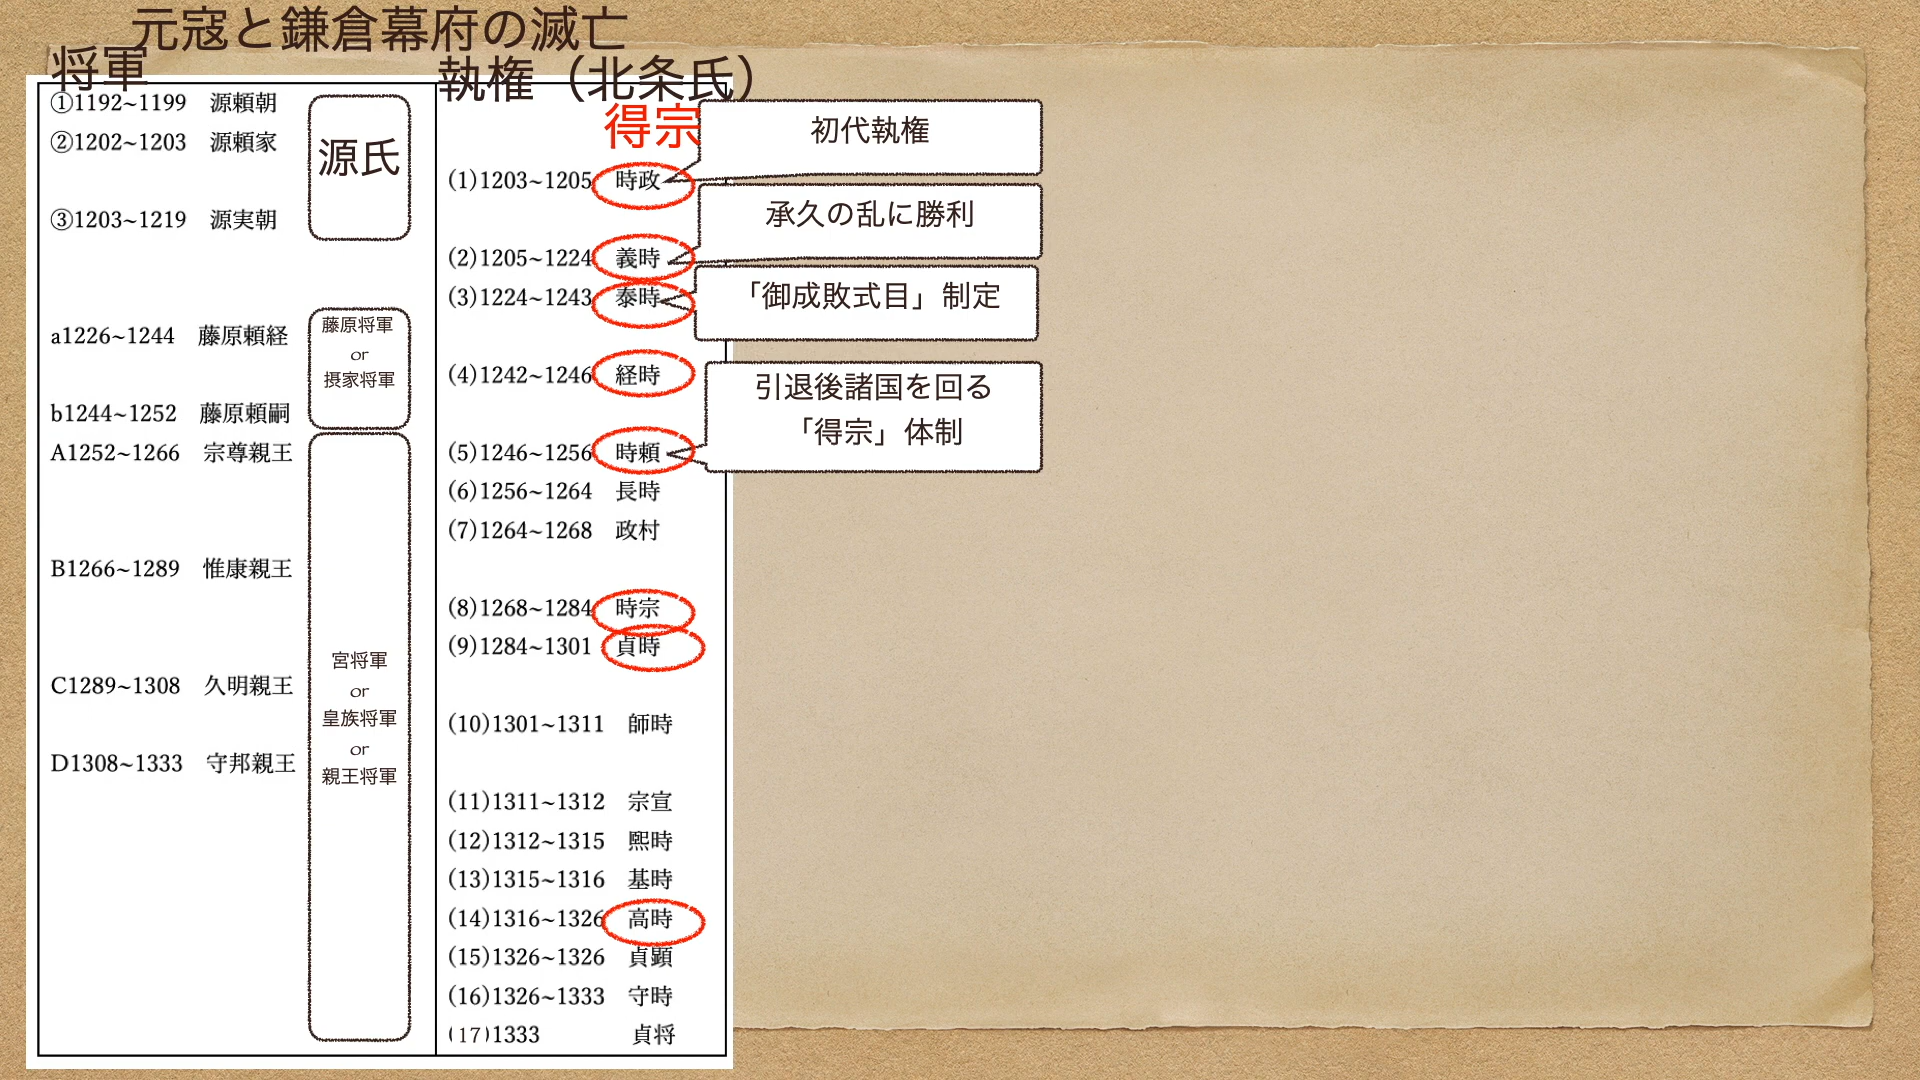 元寇と鎌倉幕府の滅亡
将軍
①1192~1199 源頼朝
②1202~1203 源頼家
③1203~1219 源実朝
源氏
a1226~1244 藤原頼経
b1244~1252 藤原頼嗣
藤原将軍
or
摂家将軍
A1252~1266 宗尊親王
B1266~1289 惟康親王
C1289~1308 久明親王
D1308~1333 守邦親王
宮将軍
or
皇族将軍
or
親王将軍
執権（北条氏）
得宗
(1)1203~1205 時政
初代執権
(2)1205~1224 義時
承久の乱に勝利
(3)1224~1243 泰時
「御成敗式目」制定
(4)1242~1246 経時
(5)1246~1256 時頼
引退後諸国を回る
「得宗」体制
(6)1256~1264 長時
(7)1264~1268 政村
(8)1268~1284 時宗
(9)1284~1301 貞時
(10)1301~1311 師時
(11)1311~1312 宗宣
(12)1312~1315 熙時
(13)1315~1316 基時
(14)1316~1326 高時
(15)1326~1326 貞顕
(16)1326~1333 守時
(17)1333 貞将